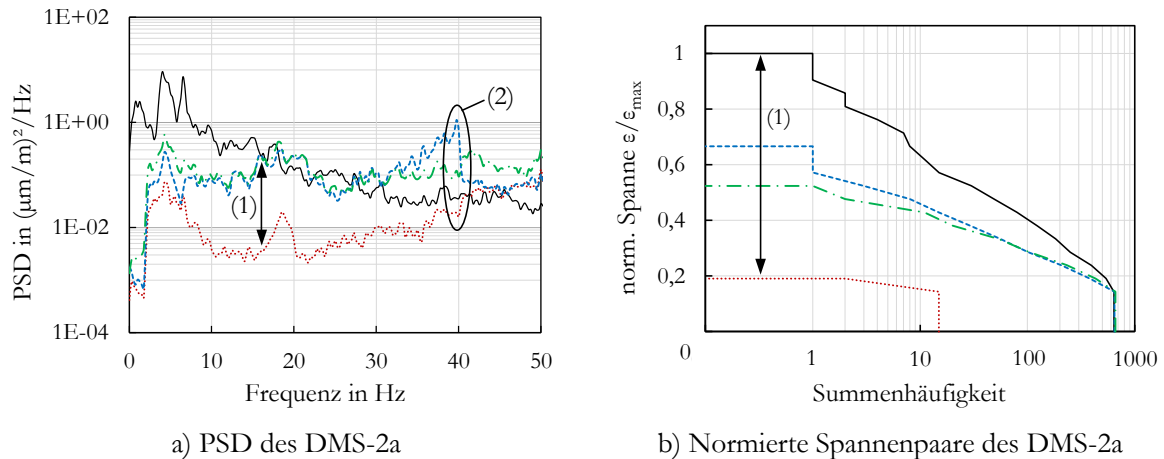 1E+02
1E+00
1E-02
1E-04
PSD in (μm/m)²/Hz
(1)
(2)
0 10 20 30 40 50
Frequenz in Hz
a) PSD des DMS-2a
1
0,8
0,6
0,4
0,2
0
norm. Spanne ε/ε_max
(1)
1 10 100 1000
Summenhäufigkeit
b) Normierte Spannenpaare des DMS-2a